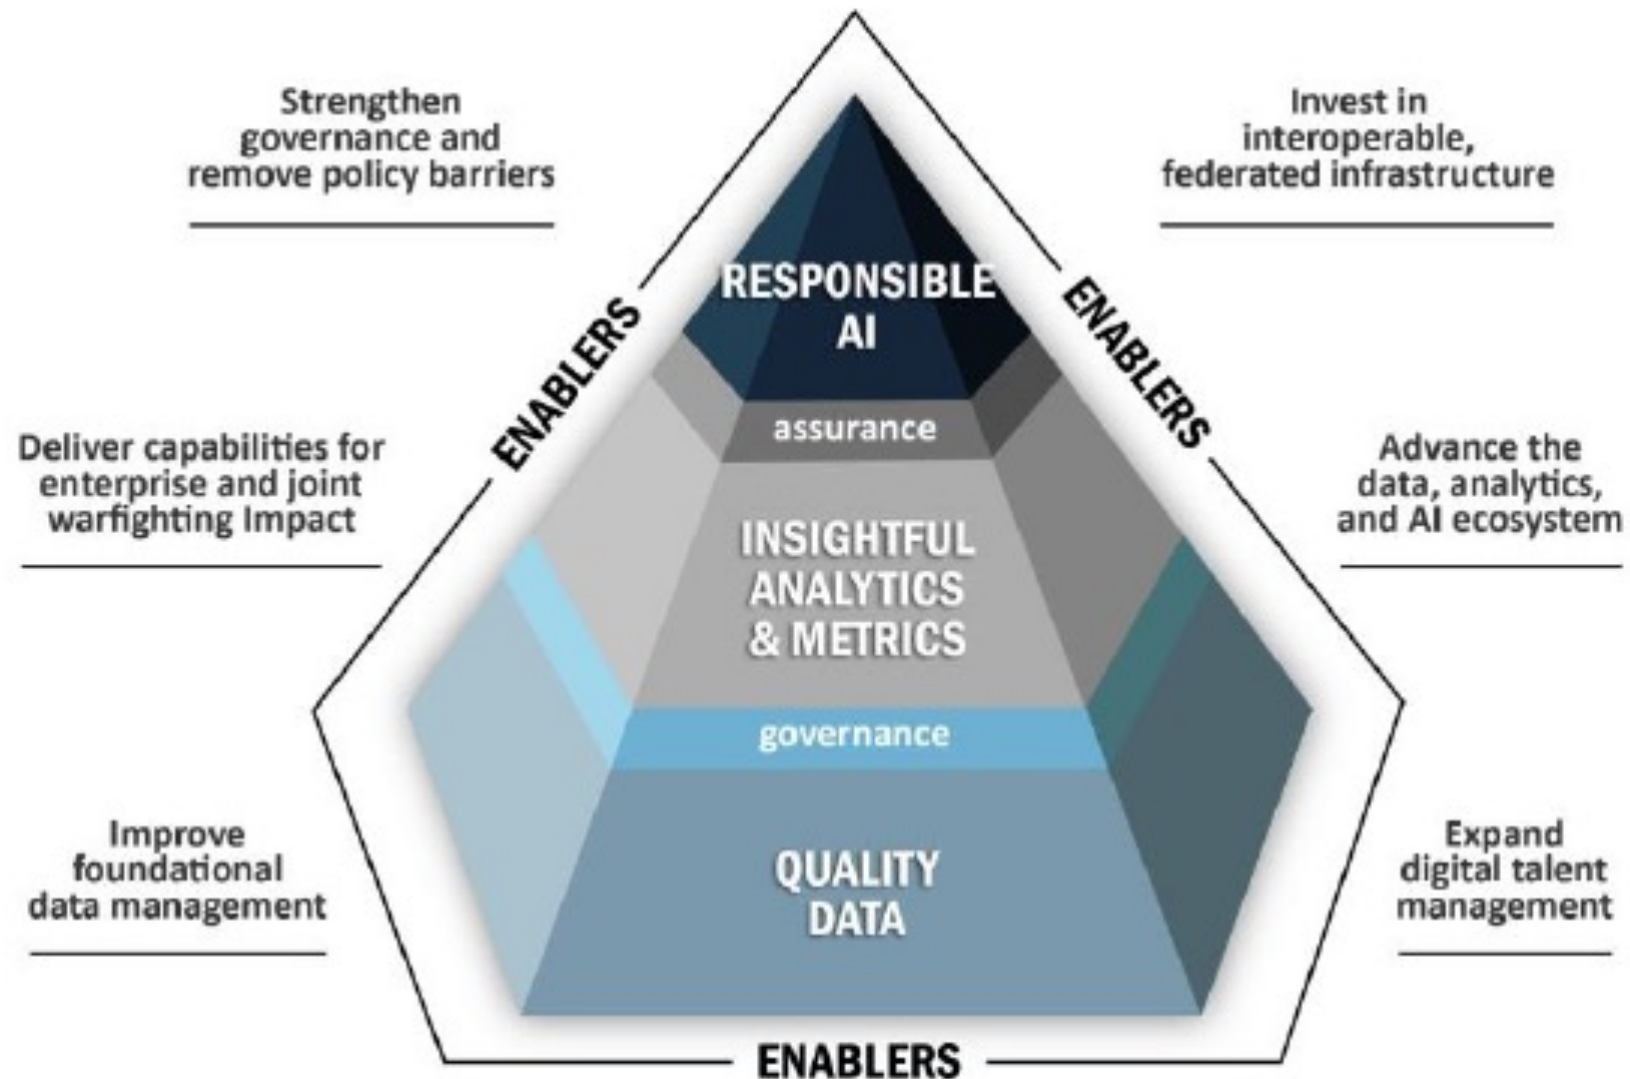 Strengthen
governance and
remove policy barriers
Invest in
interoperable,
federated infrastructure
RESPONSIBLE
AI
ENABLERS
ENABLERS
assurance
Deliver capabilities for
enterprise and joint
warfighting Impact
Advance the
data, analytics,
and AI ecosystem
INSIGHTFUL
ANALYTICS
& METRICS
governance
Improve
foundational
data management
QUALITY
DATA
Expand
digital talent
management
ENABLERS